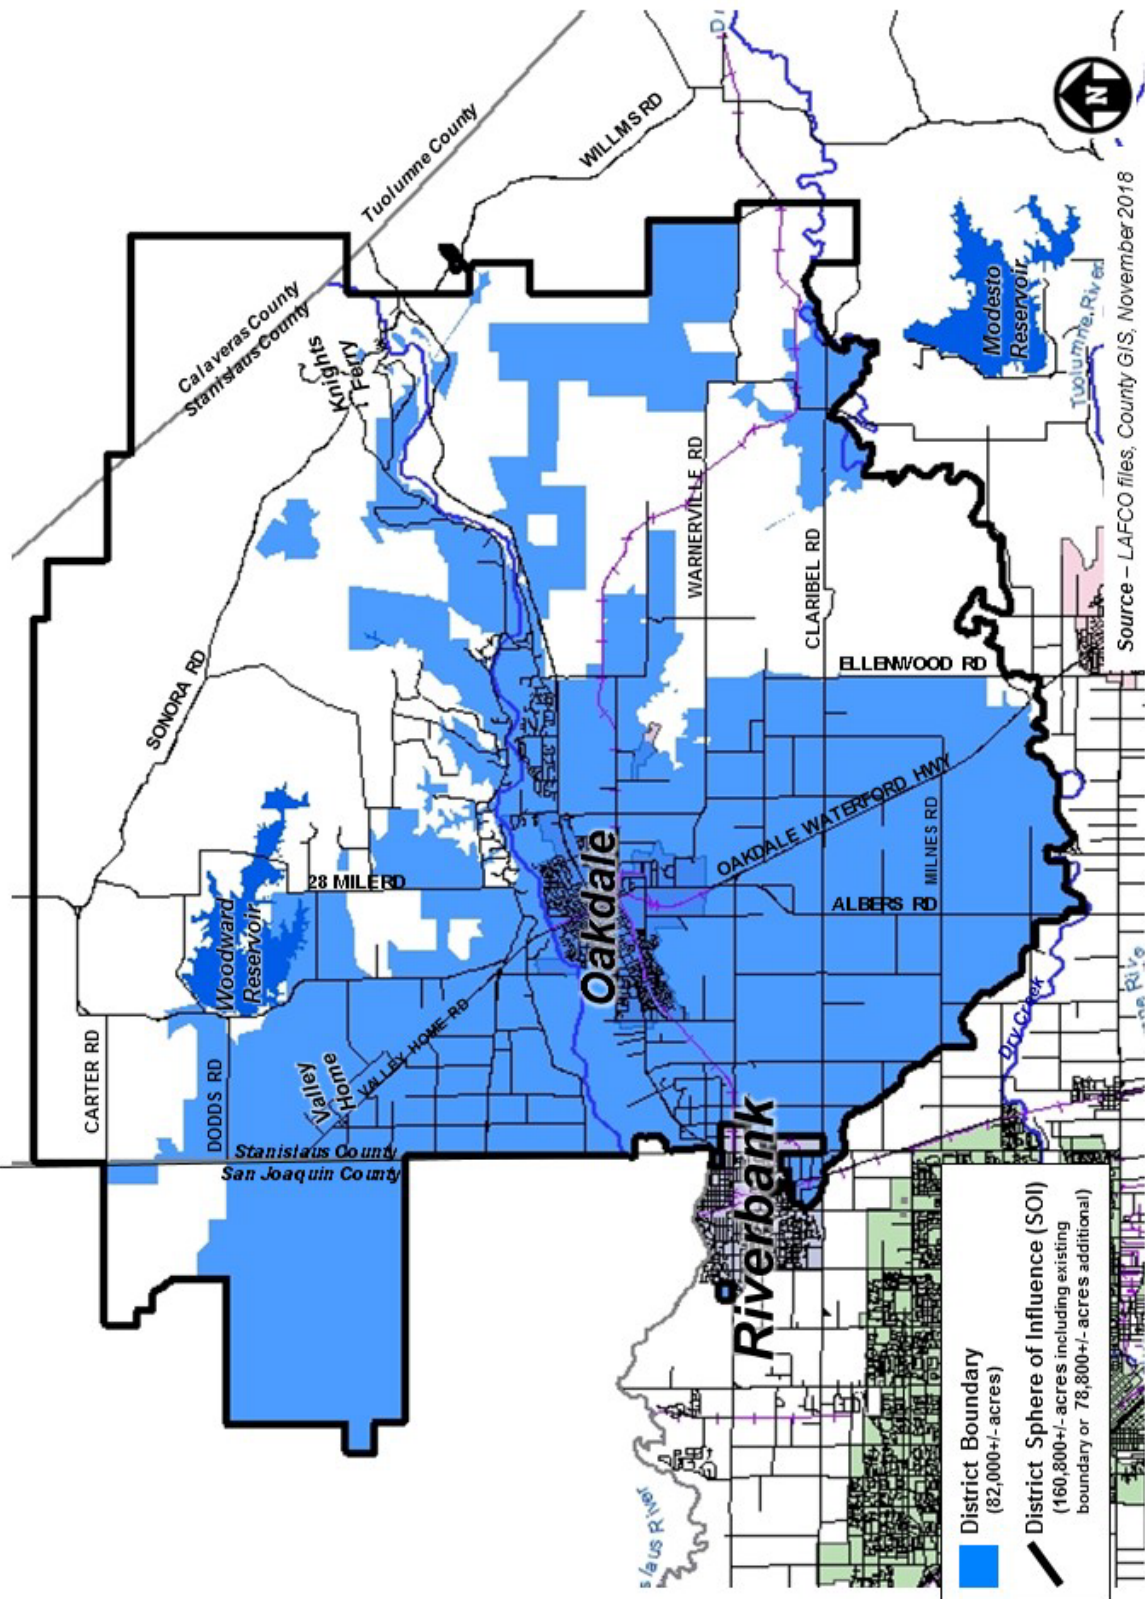 Calaveras County
Stanislaus County
Tuolumne County
WILLMS RD
Knights
Ferry
SONORA RD
Woodward
Reservoir
28 MILE RD
CARTER RD
DODDS RD
Valley
Home
VALLEY HOME RD
Stanislaus County
San Joaquin County
Oakdale
Riverbank
WARNERVILLE RD
CLARIBEL RD
ELLENWOOD RD
OAKDALE WATERFORD HWY
MILNES RD
ALBERS RD
Dry Creek
Modesto
Reservoir
Tuolumne River
N
Source – LAFCO files, County GIS, November 2018
District Boundary
(82,000+/- acres)
District Sphere of Influence (SOI)
(160,800+/- acres including existing
boundary or 78,800+/- acres additional)